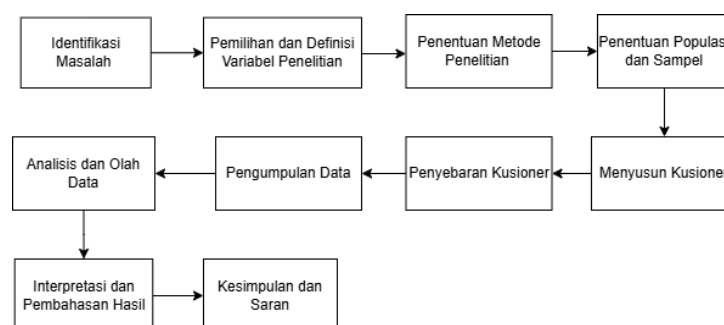 Identifikasi
Masalah
Pemilihan dan Definisi
Variabel Penelitian
Penentuan Metode
Penelitian
Penentuan Populas
dan Sampel
Menyusun Kusioner
Penyebaran Kusioner
Pengumpulan Data
Analisis dan Olah
Data
Interpretasi dan
Pembahasan Hasil
Kesimpulan dan
Saran